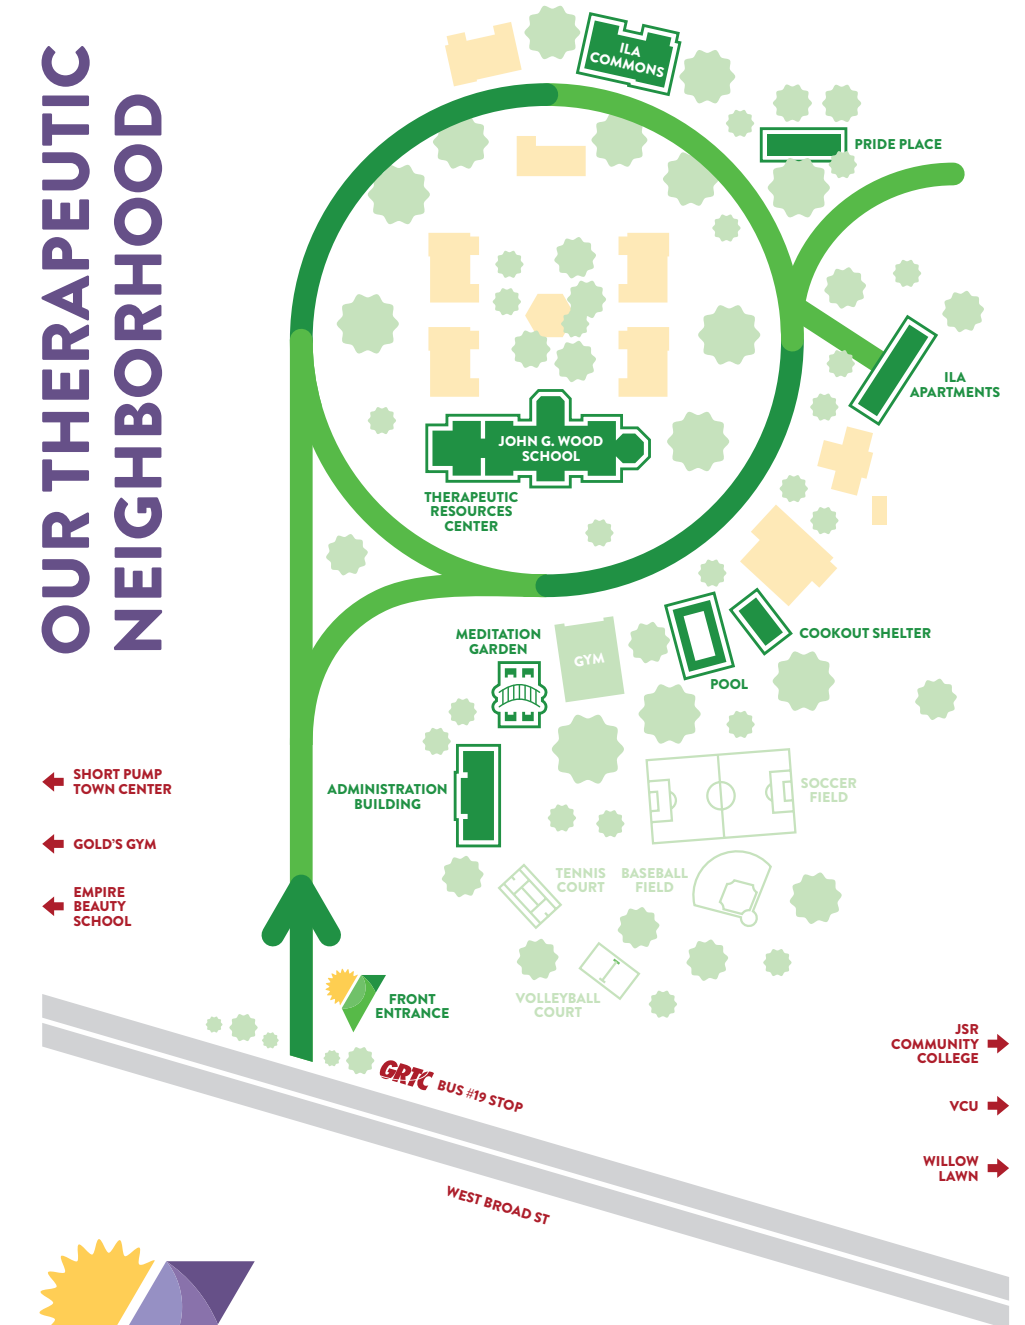 OUR THERAPEUTIC
NEIGHBORHOOD
ILA
COMMONS
PRIDE PLACE
ILA
APARTMENTS
JOHN G. WOOD
SCHOOL
THERAPEUTIC
RESOURCES
CENTER
MEDITATION
GARDEN
GYM
COOKOUT SHELTER
POOL
SHORT PUMP
TOWN CENTER
GOLD'S GYM
EMPIRE
BEAUTY
SCHOOL
ADMINISTRATION
BUILDING
SOCCER
FIELD
TENNIS
COURT
BASEBALL
FIELD
VOLLEYBALL
COURT
FRONT
ENTRANCE
GRTC BUS #19 STOP
WEST BROAD ST
JSR
COMMUNITY
COLLEGE
VCU
WILLOW
LAWN